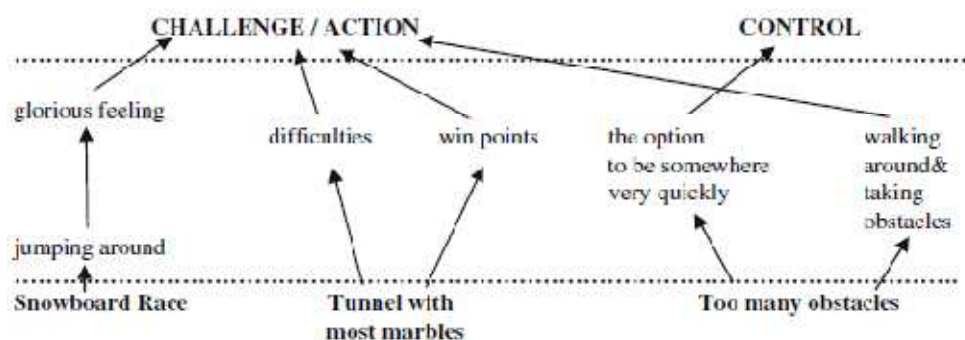 CHALLENGE / ACTION
CONTROL
glorious feeling
difficulties
win points
the option
to be somewhere
very quickly
walking
around&
taking
obstacles
jumping around
Snowboard Race
Tunnel with
most marbles
Too many obstacles